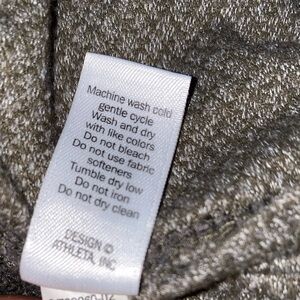 Machine wash cold
gentle cycle
Wash and dry
with like colors
Do not bleach
Do not use fabric
softeners
Tumble dry low
Do not iron
Do not dry clean
DESIGN ©
ATHLETA, INC